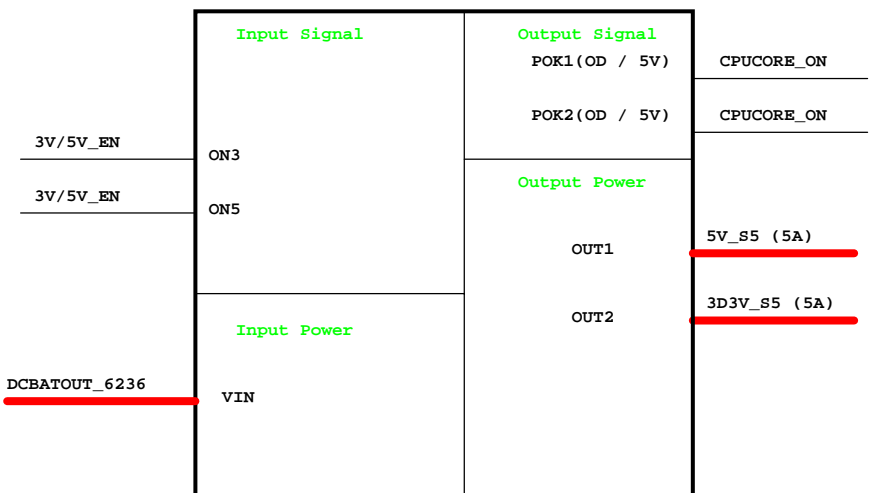 Input Signal
Output Signal
POK1(OD / 5V)
CPUCORE_ON
POK2(OD / 5V)
CPUCORE_ON
3V/5V_EN
ON3
Output Power
3V/5V_EN
ON5
5V_S5 (5A)
OUT1
3D3V_S5 (5A)
OUT2
Input Power
DCBATOUT_6236
VIN